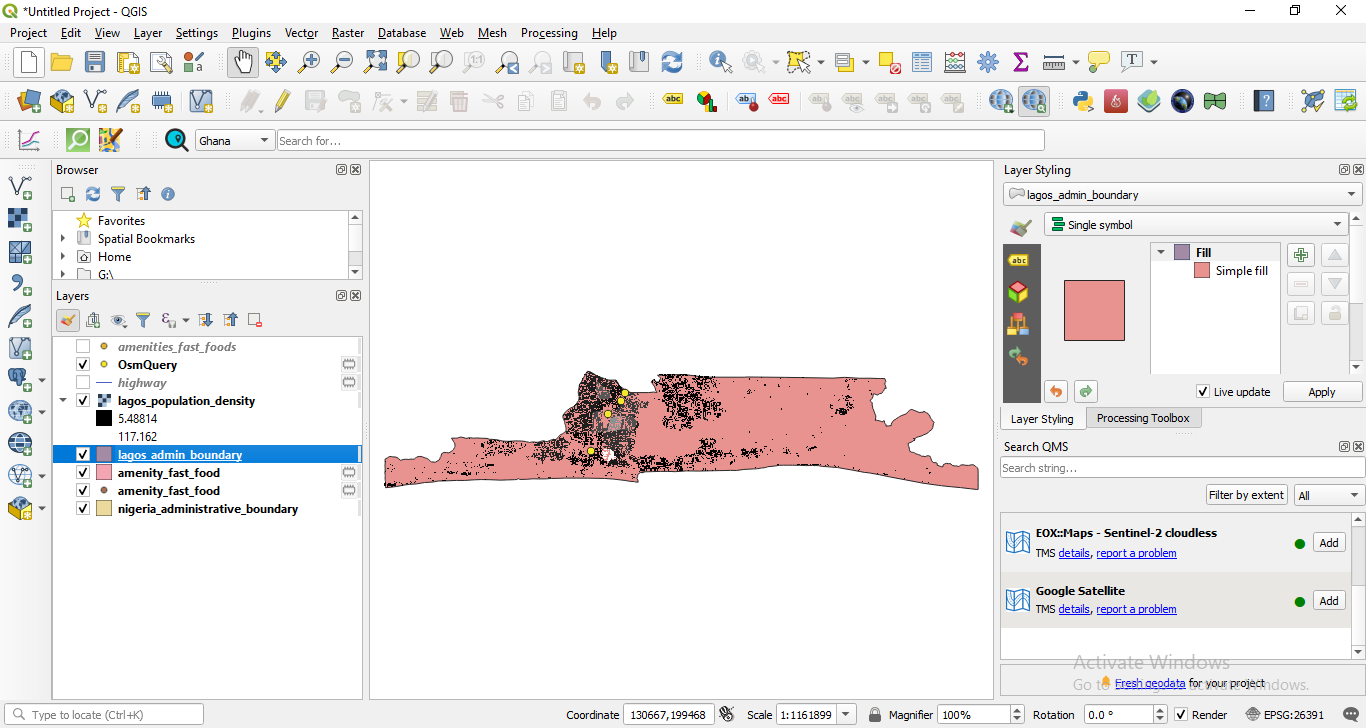 *Untitled Project - QGIS
Project Edit View Layer Settings Plugins Vector Raster Database Web Mesh Processing Help
Ghana Search for...
Browser
Favorites
Spatial Bookmarks
Home
G:\
Layers
amenities_fast_foods
OsmQuery
highway
lagos_population_density
5.48814
117.162
lagos_admin_boundary
amenity_fast_food
amenity_fast_food
nigeria_administrative_boundary
Layer Styling
lagos_admin_boundary
Single symbol
Fill
Simple fill
Live update Apply
Layer Styling Processing Toolbox
Search QMS
Search string...
Filter by extent All
EOX::Maps - Sentinel-2 cloudless
TMS details, report a problem Add
Google Satellite
TMS details, report a problem Add
Activate Windows
Fresh geodata for your project
Type to locate (Ctrl+K) Coordinate 130667,199468 Scale 1:1161899 Magnifier 100% Rotation 0.0 ° Render EPSG:26391